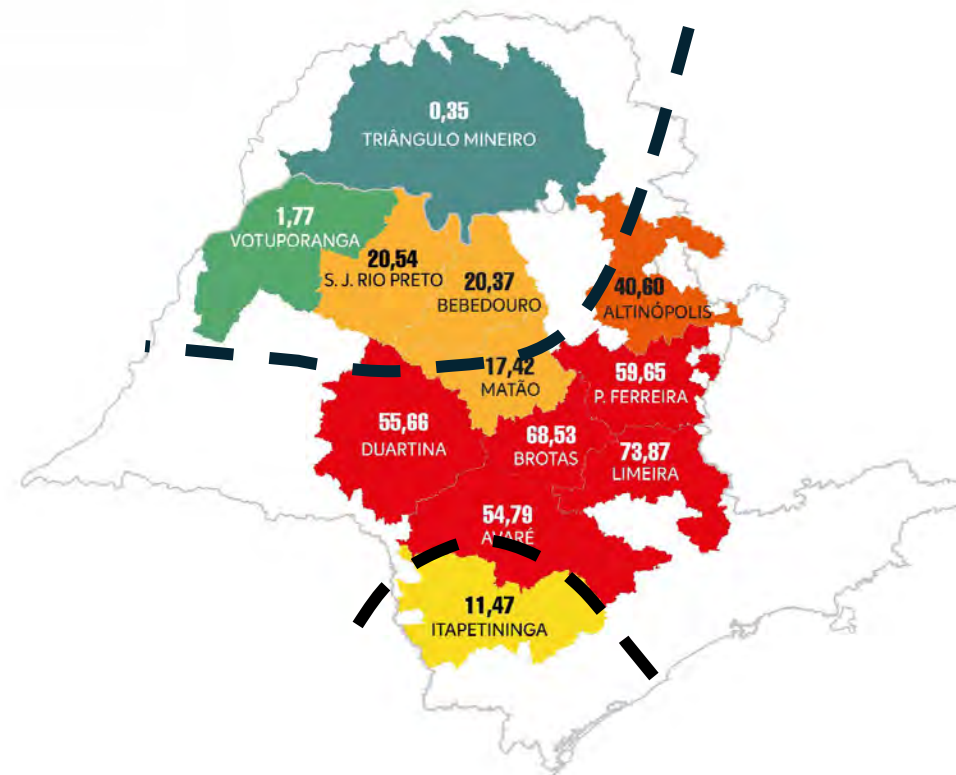 0,35
TRIÂNGULO MINEIRO
1,77
VOTUPORANGA
20,54
S. J. RIO PRETO
20,37
BEBEDOURO
40,60
ALTINÓPOLIS
17,42
MATÃO
59,65
P. FERREIRA
55,66
DUARTINA
68,53
BROTAS
73,87
LIMEIRA
54,79
AVARÉ
11,47
ITAPETININGA